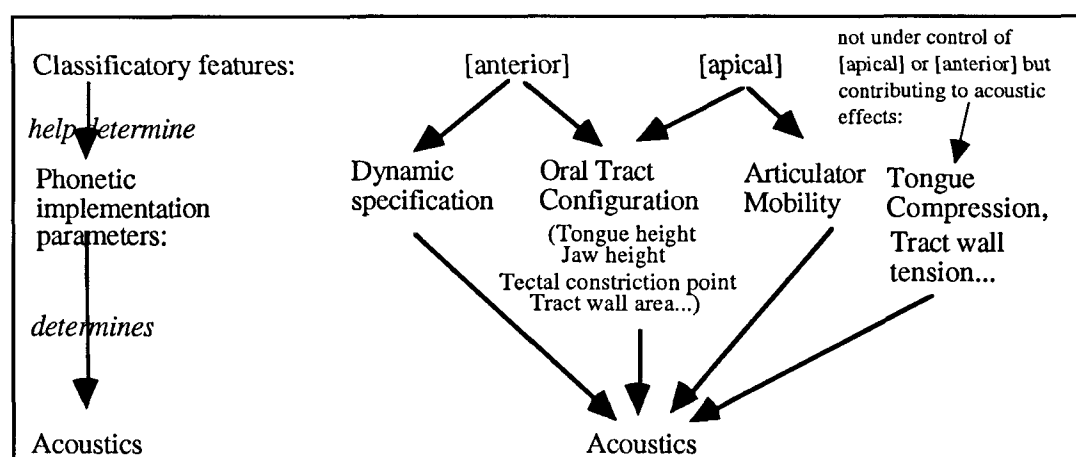 Classificatory features:
[anterior]
[apical]
not under control of
[apical] or [anterior] but
contributing to acoustic
effects:
help determine
Phonetic
implementation
parameters:
Dynamic
specification
Oral Tract
Configuration
(Tongue height
Jaw height
Tectal constriction point
Tract wall area...)
Articulator
Mobility
Tongue
Compression,
Tract wall
tension...
determines
Acoustics
Acoustics